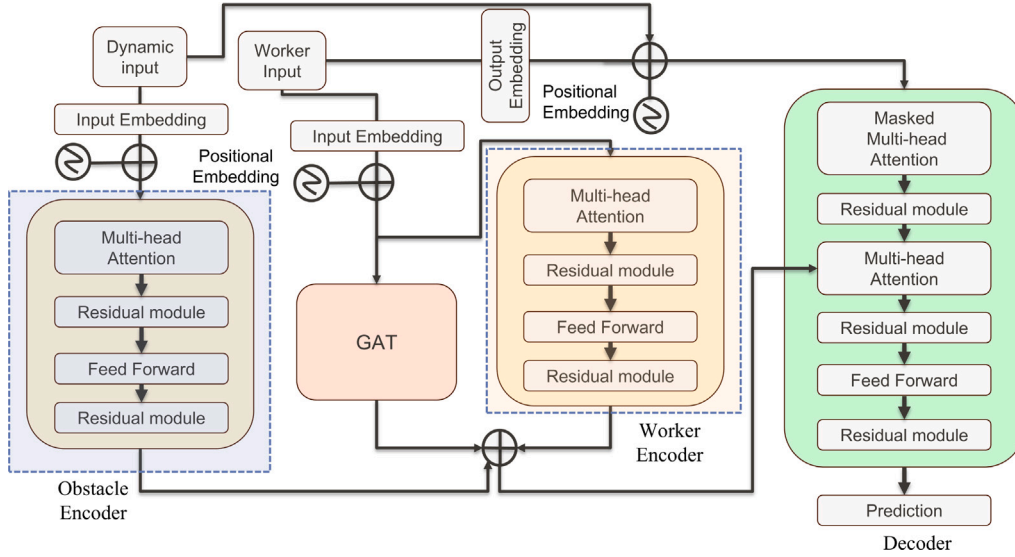 Dynamic
input
Worker
Input
Output
Embedding
Positional
Embedding
Input Embedding
Positional
Embedding
Input Embedding
Multi-head
Attention
Residual module
Feed Forward
Residual module
Obstacle
Encoder
GAT
Multi-head
Attention
Residual module
Feed Forward
Residual module
Worker
Encoder
Masked
Multi-head
Attention
Residual module
Multi-head
Attention
Residual module
Feed Forward
Residual module
Prediction
Decoder